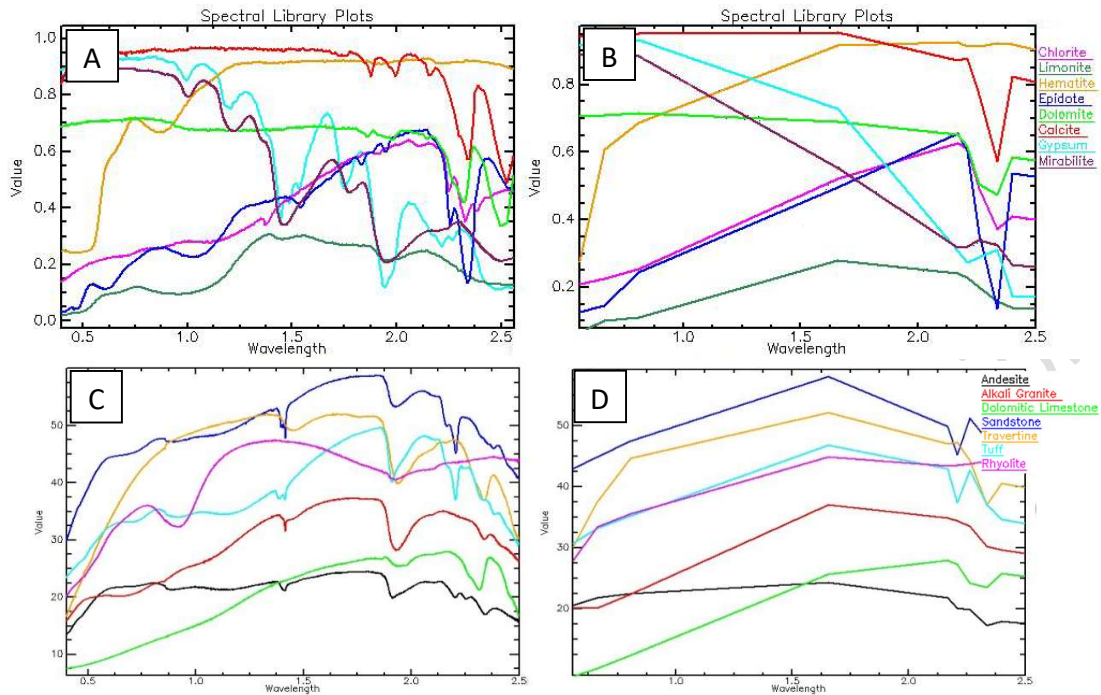 Spectral Library Plots
A
1.0
0.8
0.6
0.4
0.2
0.0
Value
0.5 1.0 1.5 2.0 2.5
Wavelength
Spectral Library Plots
B
0.8
0.6
0.4
0.2
Value
1.0 1.5 2.0 2.5
Wavelength
Chlorite
Limonite
Hematite
Epidote
Dolomite
Calcite
Gypsum
Mirabilite
C
50
40
30
20
10
Value
0.5 1.0 1.5 2.0 2.5
Wavelength
D
50
40
30
20
Value
1.0 1.5 2.0 2.5
Wavelength
Andesite
Alkali Granite
Dolomitic Limestone
Sandstone
Travertine
Tuff
Rhyolite